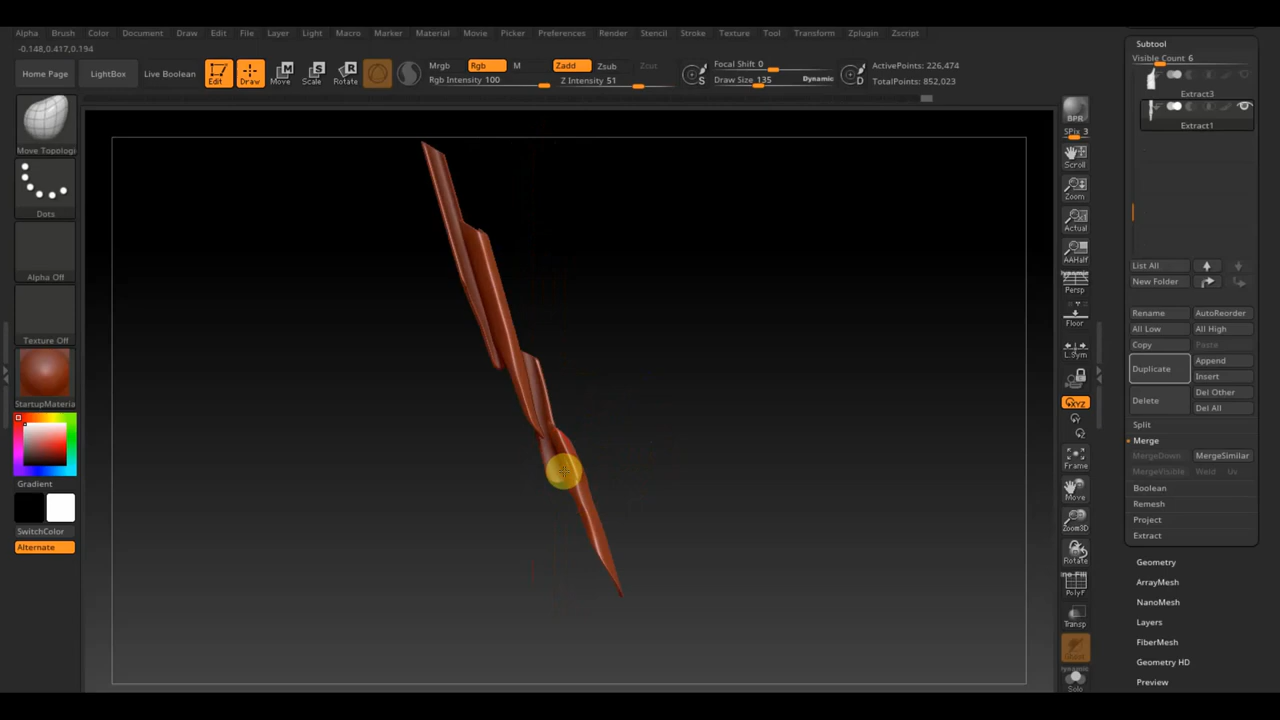 Alpha Brush Color Document Draw Edit File Layer Light Macro Marker Material Movie Picker Preferences Render Stencil Stroke Texture Tool Transform Zplugin Zscript
-0.148,0.417,0.194
Home Page LightBox Live Boolean Edit Draw Move Scale Rotate
Mrgb Rgb M Zadd Zsub Zcut
Rgb Intensity 100 Z Intensity 51
Focal Shift 0
Draw Size 135 Dynamic
ActivePoints: 226,474
TotalPoints: 852,023
Move Topologi
Dots
Alpha Off
Texture Off
StartupMateria
Gradient
SwitchColor
Alternate
BPR
SPix 3
Scroll
Zoom
Actual
AAHalf
Dynamic
Persp
Floor
L.Sym
XYZ
Frame
Move
Zoom3D
Rotate
PolyF
Transp
Ghost
Dynamic
Solo
Subtool
Visible Count 6
Extract3
Extract1
List All
New Folder
Rename AutoReorder
All Low All High
Copy Paste
Duplicate Append
Insert
Delete Del Other
Del All
Split
Merge
MergeDown MergeSimilar
MergeVisible Weld Uv
Boolean
Remesh
Project
Extract
Geometry
ArrayMesh
NanoMesh
Layers
FiberMesh
Geometry HD
Preview